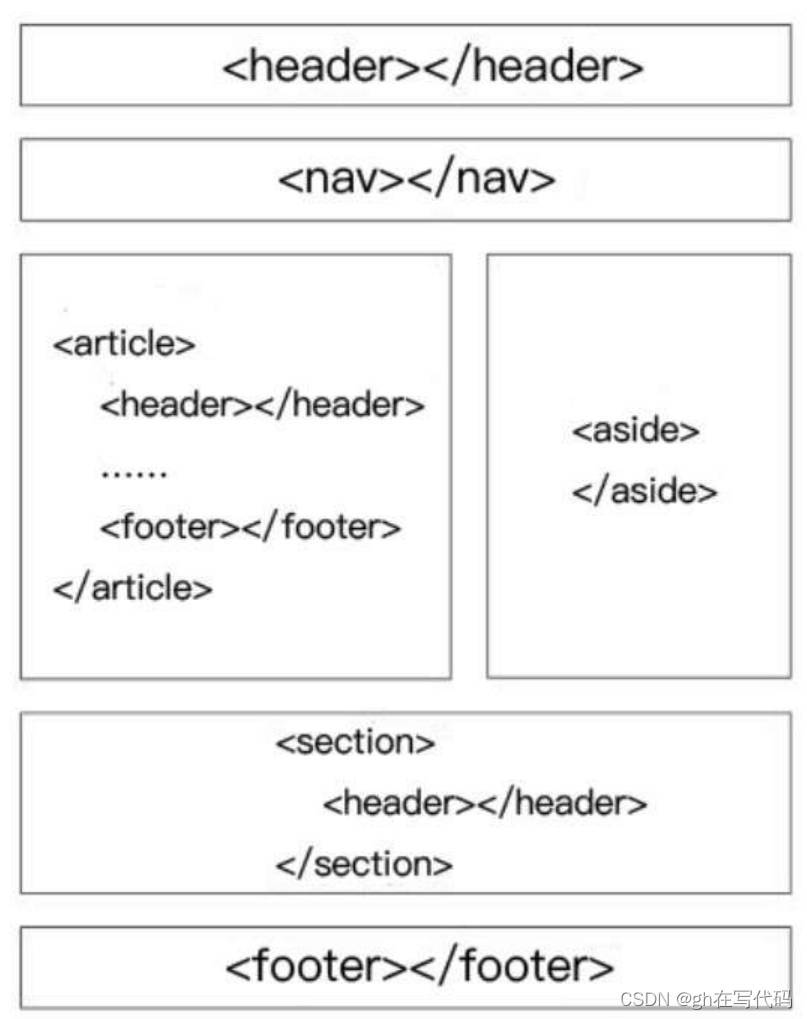 <header></header>
<nav></nav>
<article>
<header></header>
......
<footer></footer>
</article>
<aside>
</aside>
<section>
<header></header>
</section>
<footer></footer>
CSDN @gh在写代码